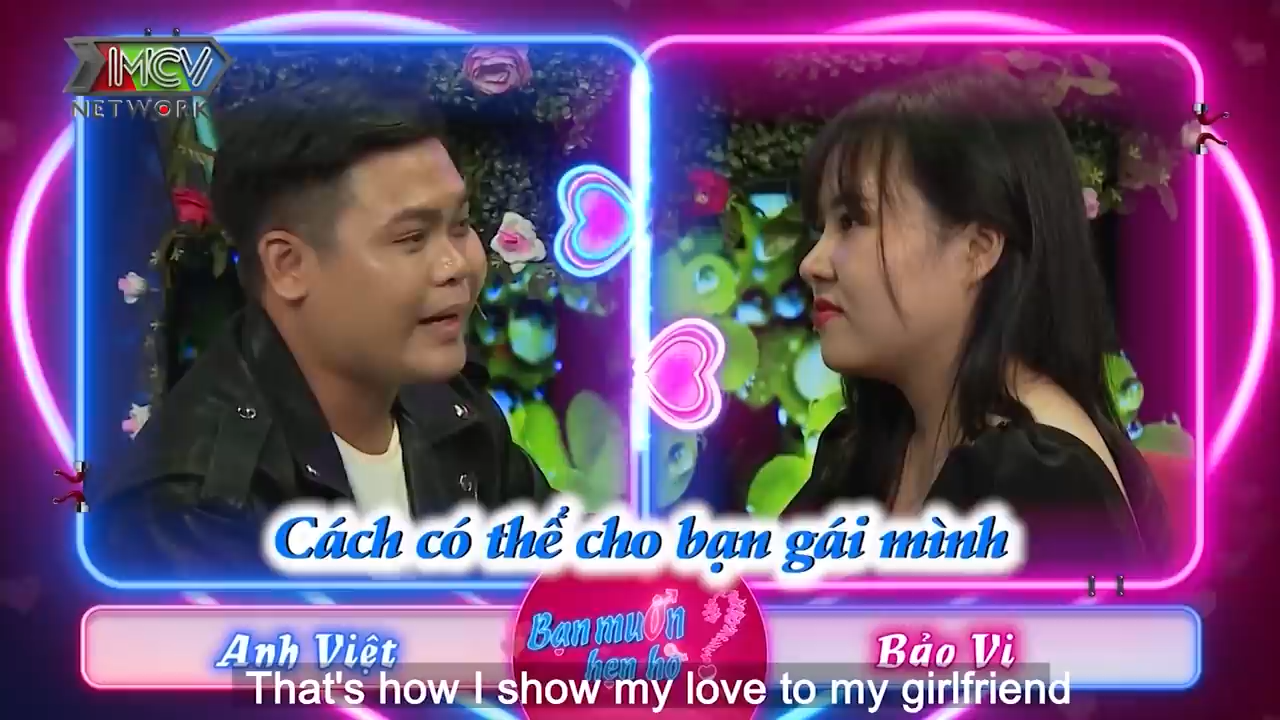 MCV
NETWORK
Cách có thể cho bạn gái mình
Anh Việt
Bạn muốn
hẹn hò
Bảo Vi
That's how I show my love to my girlfriend